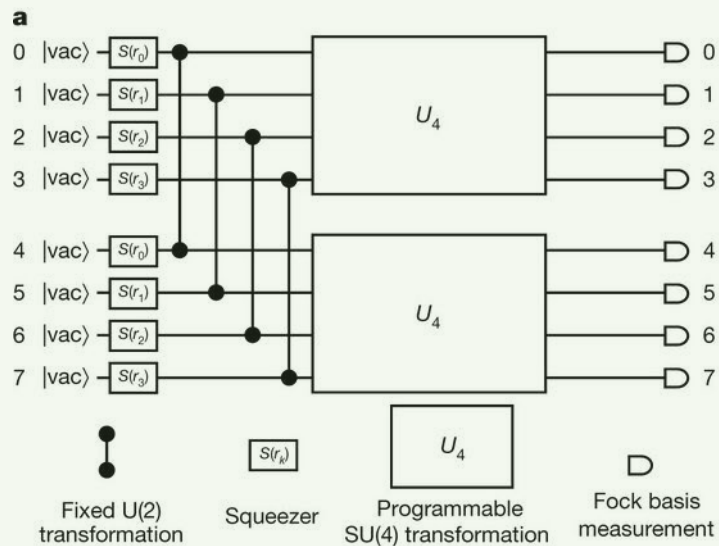 a
0 |vac⟩ S(r₀) 0
1 |vac⟩ S(r₁) 1
2 |vac⟩ S(r₂) 2
3 |vac⟩ S(r₃) 3
U₄
4 |vac⟩ S(r₀) 4
5 |vac⟩ S(r₁) 5
6 |vac⟩ S(r₂) 6
7 |vac⟩ S(r₃) 7
U₄
S(rₖ)
U₄
Fixed U(2)
transformation
Squeezer
Programmable
SU(4) transformation
Fock basis
measurement